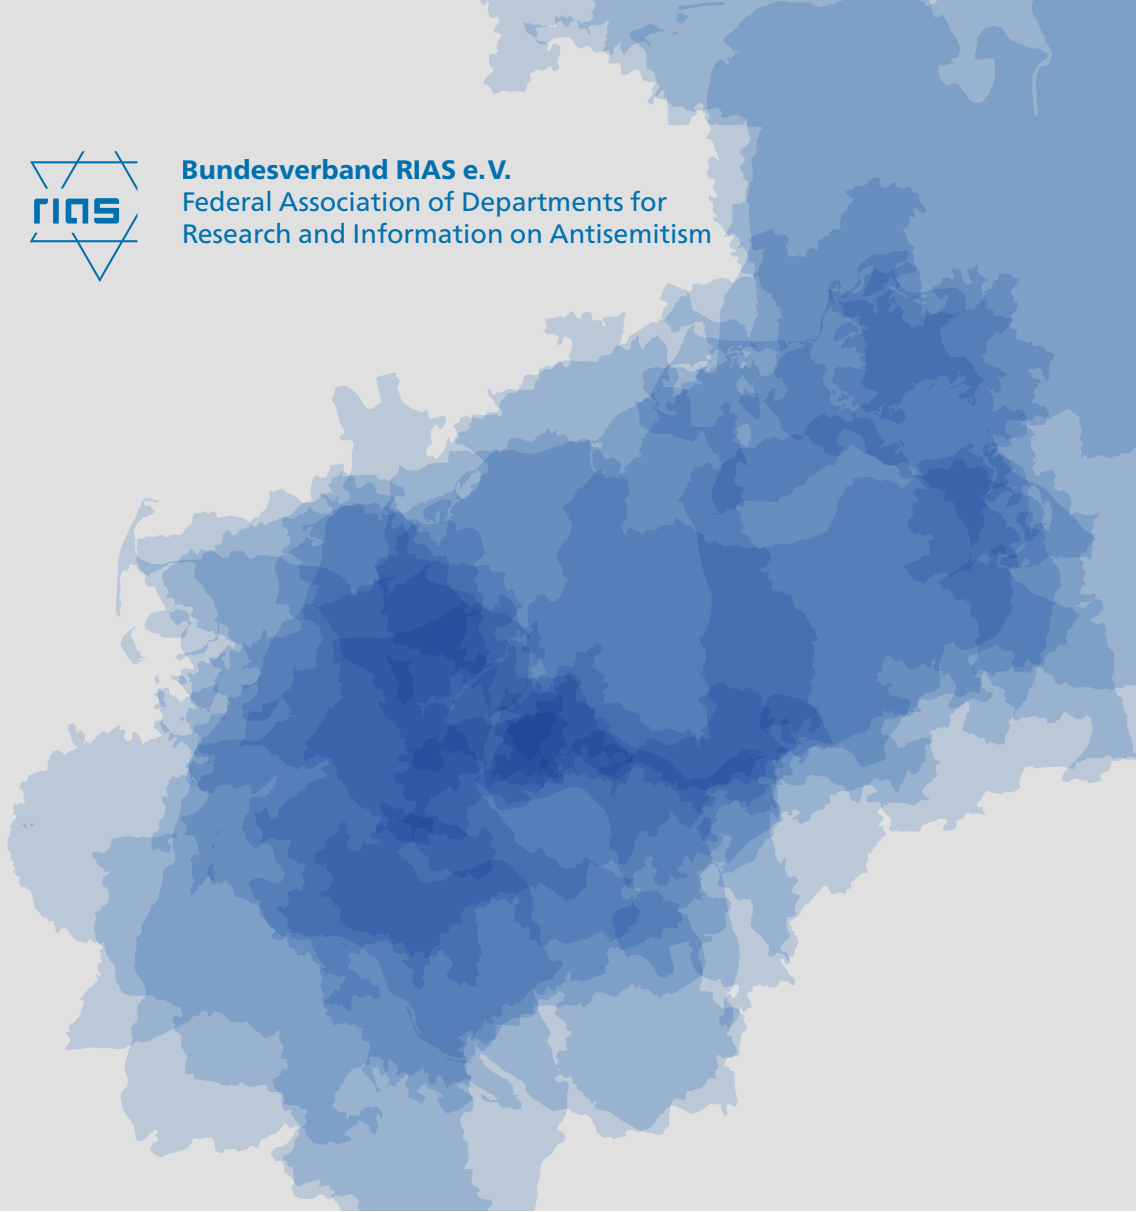 rias
Bundesverband RIAS e.V.
Federal Association of Departments for
Research and Information on Antisemitism